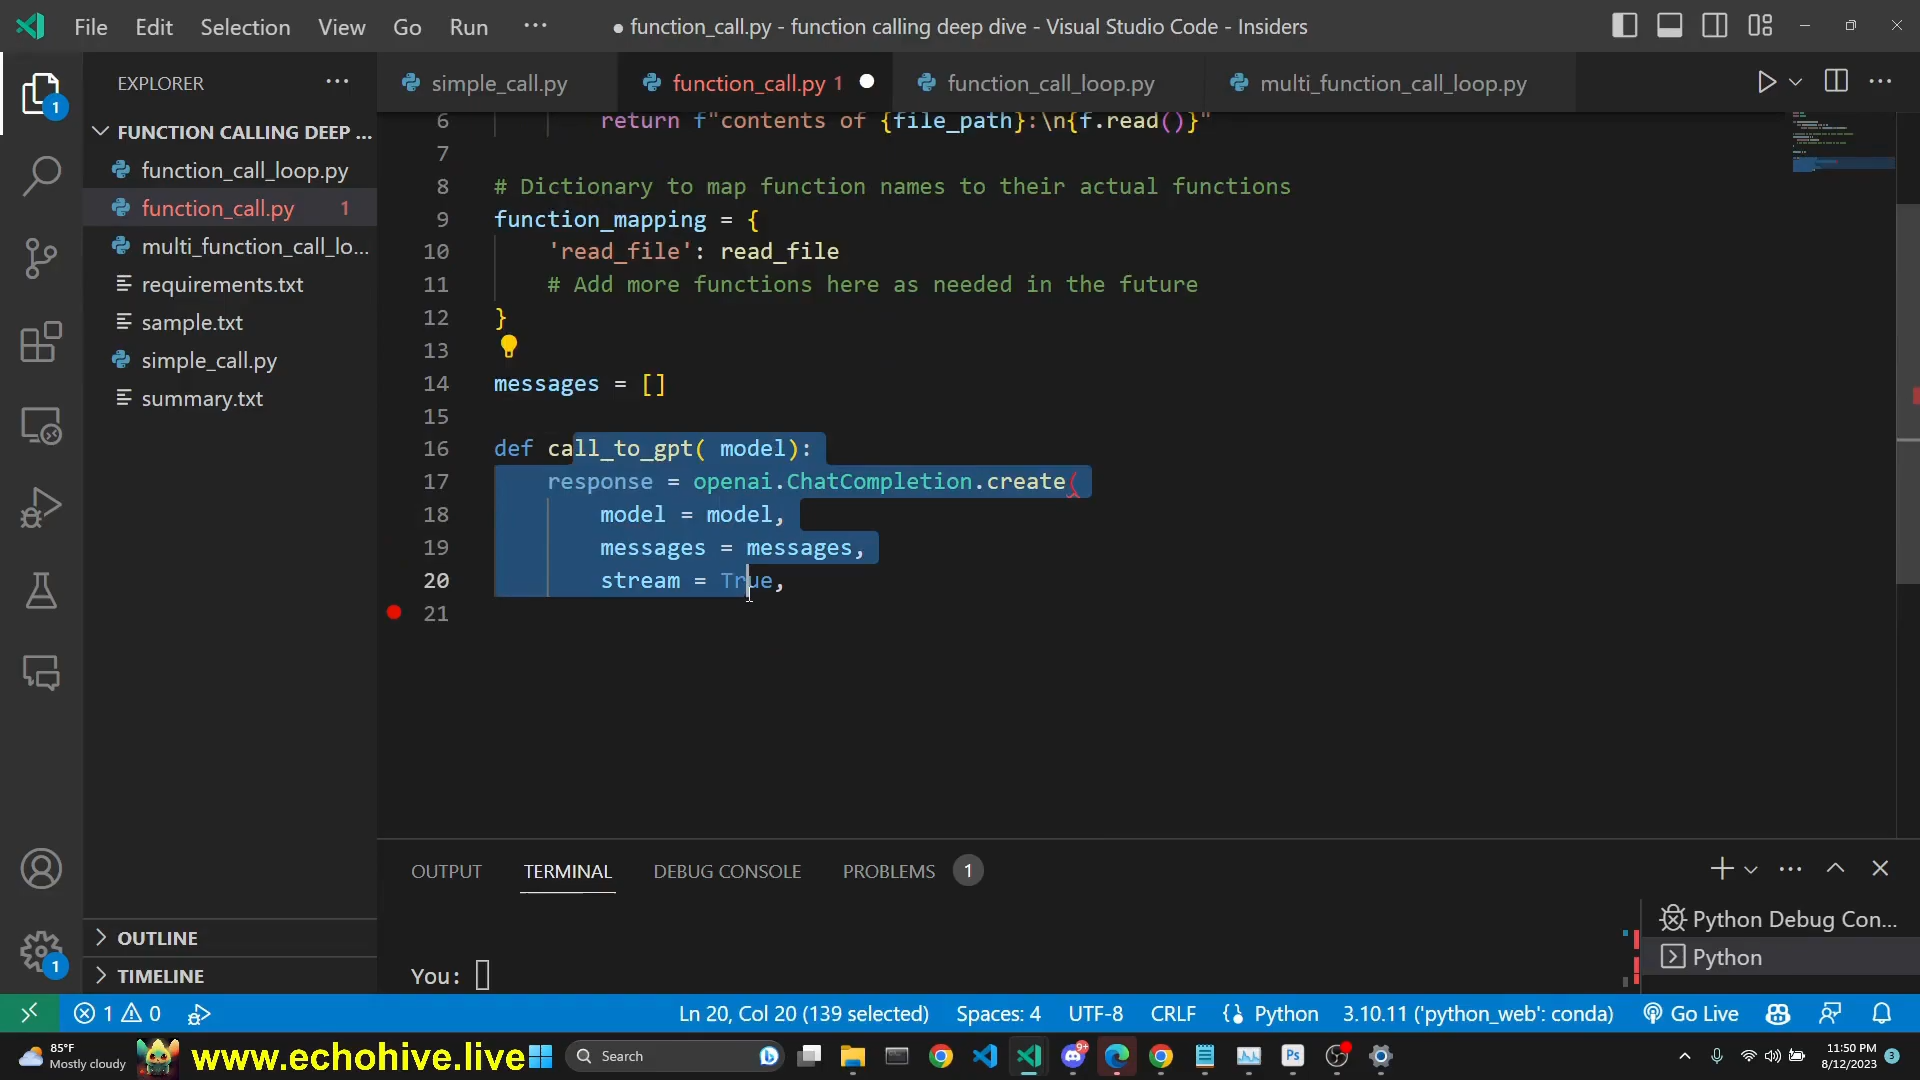 File Edit Selection View Go Run ··· ● function_call.py - function calling deep dive - Visual Studio Code - Insiders
EXPLORER ···
simple_call.py function_call.py 1 function_call_loop.py multi_function_call_loop.py
FUNCTION CALLING DEEP ...
function_call_loop.py
function_call.py 1
multi_function_call_lo...
requirements.txt
sample.txt
simple_call.py
summary.txt
1
6 return f"contents of {file_path}:\n{f.read()}"
7
8 # Dictionary to map function names to their actual functions
9 function_mapping = {
10 'read_file': read_file
11 # Add more functions here as needed in the future
12 }
13
14 messages = []
15
16 def call_to_gpt( model):
17 response = openai.ChatCompletion.create(
18 model = model,
19 messages = messages,
20 stream = True,
21
OUTPUT TERMINAL DEBUG CONSOLE PROBLEMS 1
You:
Python Debug Con...
Python
OUTLINE
TIMELINE
1
1 0 Ln 20, Col 20 (139 selected) Spaces: 4 UTF-8 CRLF Python 3.10.11 ('python_web': conda) Go Live
85°F
Mostly cloudy
www.echohive.live
Search
9+
Ps
11:50 PM
8/12/2023
3